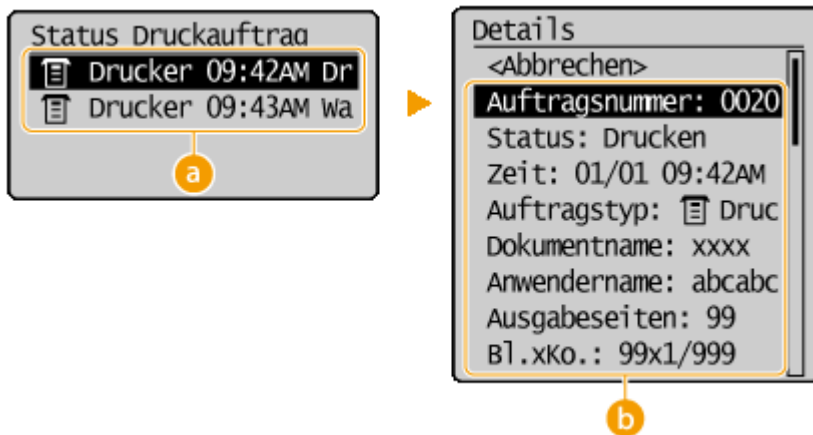 Status Druckauftrag
Drucker 09:42AM Dr
Drucker 09:43AM Wa
a
Details
<Abbrechen>
Auftragsnummer: 0020
Status: Drucken
Zeit: 01/01 09:42AM
Auftragstyp: Druc
Dokumentname: xxxx
Anwendername: abcabc
Ausgabeseiten: 99
Bl.xKo.: 99x1/999
b